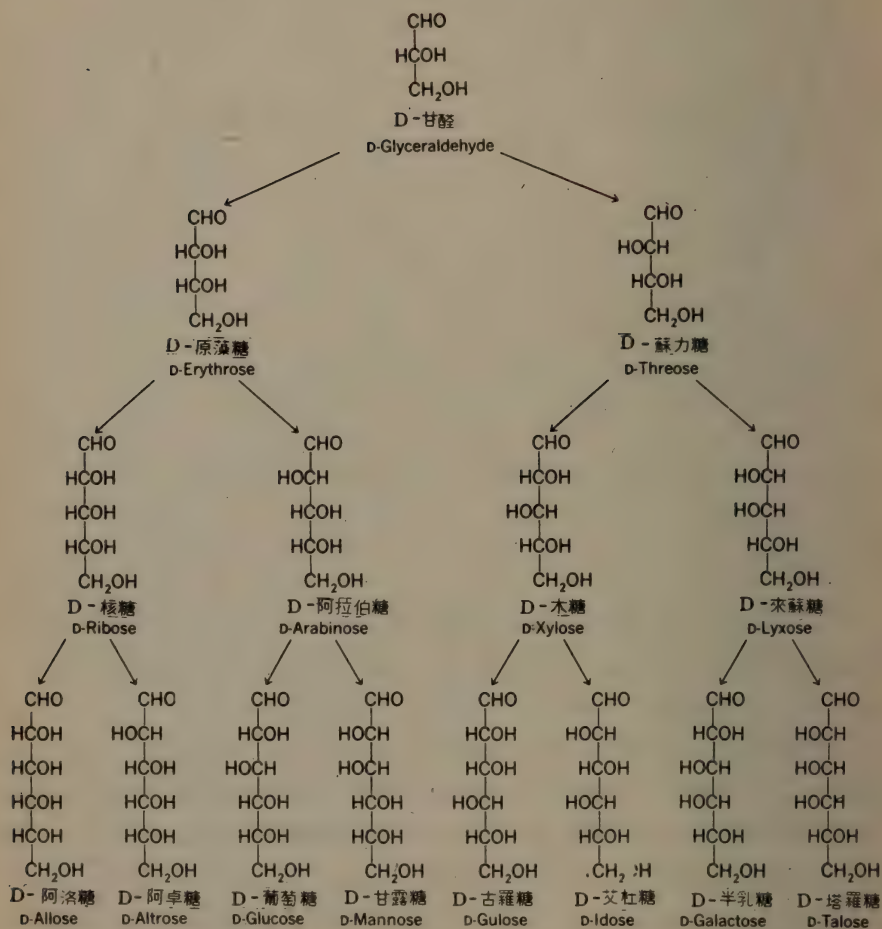 CHO
HCOH
CH₂OH
D-甘醛
D-Glyceraldehyde
CHO CHO
HCOH HOCH
HCOH HCOH
CH₂OH CH₂OH
D-原藻糖 D-蘇力糖
D-Erythrose D-Threose
CHO CHO CHO CHO
HCOH HOCH HCOH HOCH
HCOH HCOH HOCH HOCH
HCOH HCOH HCOH HCOH
CH₂OH CH₂OH CH₂OH CH₂OH
D-核糖 D-阿拉伯糖 D-木糖 D-來蘇糖
D-Ribose D-Arabinose D-Xylose D-Lyxose
CHO CHO CHO CHO CHO CHO CHO CHO
HCOH HOCH HCOH HOCH HCOH HOCH HCOH HOCH
HCOH HCOH HOCH HOCH HCOH HCOH HOCH HOCH
HCOH HCOH HCOH HCOH HOCH HOCH HOCH HOCH
HCOH HCOH HCOH HCOH HCOH HCOH HCOH HCOH
CH₂OH CH₂OH CH₂OH CH₂OH CH₂OH CH₂ H CH₂OH CH₂OH
D-阿洛糖 D-阿卓糖 D-葡萄糖 D-甘露糖 D-古羅糖 D-艾杜糖 D-半乳糖 D-塔羅糖
D-Allose D-Altrose D-Glucose D-Mannose D-Gulose D-Idose D-Galactose D-Talose